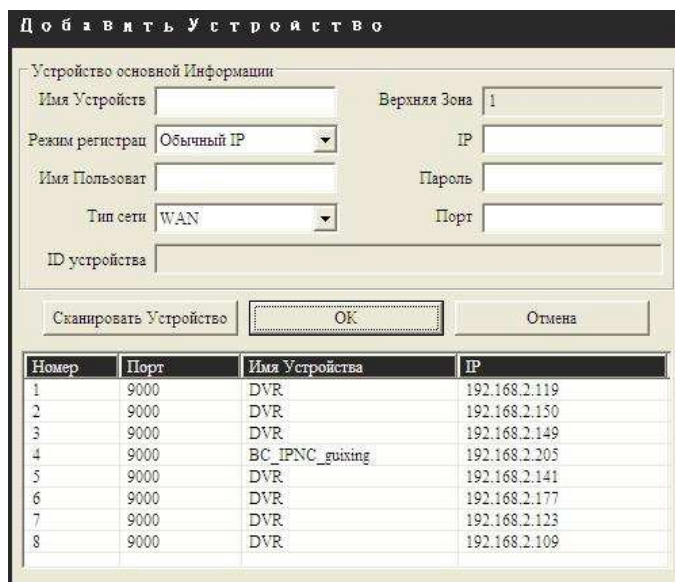 Добавить Устройство
Устройство основной Информации
Имя Устройств Верхняя Зона 1
Режим регистрац Обычный IP IP
Имя Пользоват Пароль
Тип сети WAN Порт
ID устройства
Сканировать Устройство OK Отмена
Номер Порт Имя Устройства IP
1 9000 DVR 192.168.2.119
2 9000 DVR 192.168.2.150
3 9000 DVR 192.168.2.149
4 9000 BC_IPNC_guixing 192.168.2.205
5 9000 DVR 192.168.2.141
6 9000 DVR 192.168.2.177
7 9000 DVR 192.168.2.123
8 9000 DVR 192.168.2.109